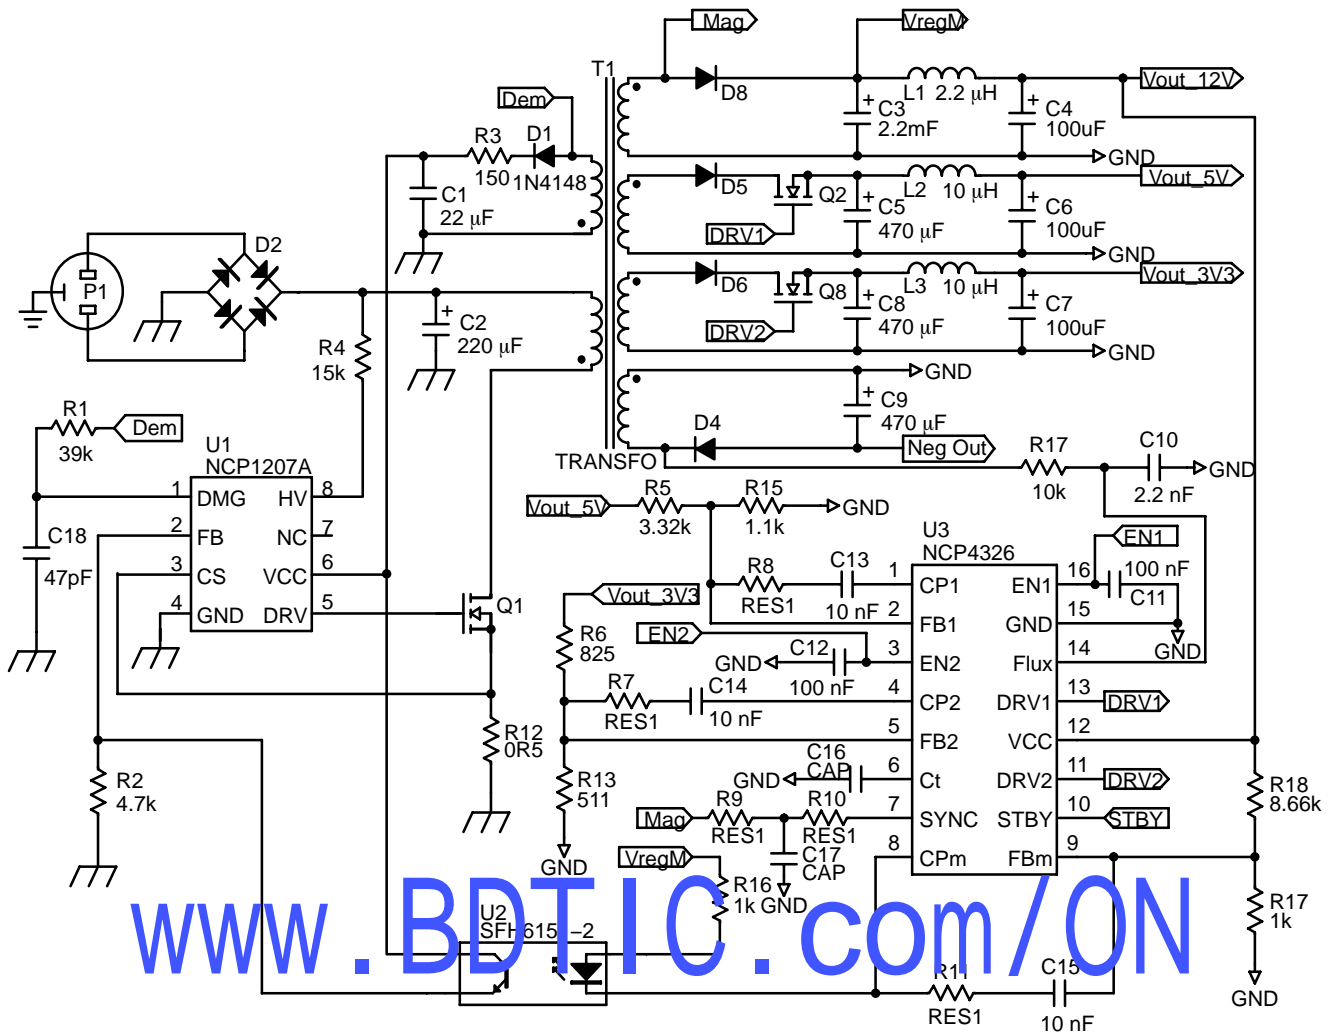 Mag
VregM
T1
Vout_12V
Dem
D8
L1 2.2 µH
C3
2.2mF
C4
100uF
R3
D1
150
1N4148
GND
D5
Q2
L2 10 µH
Vout_5V
C1
22 µF
C5
470 µF
C6
100uF
DRV1
D2
GND
P1
D6
Q8
L3 10 µH
Vout_3V3
C2
220 µF
C8
470 µF
C7
100uF
DRV2
R4
15k
GND
GND
R1
39k
Dem
C9
470 µF
D4
U1
NCP1207A
TRANSFO
Neg Out
R17
10k
C10
2.2 nF
GND
1 DMG HV 8
2 FB NC 7
3 CS VCC 6
4 GND DRV 5
C18
47pF
Vout_5V
R5
3.32k
R15
1.1k
GND
U3
NCP4326
EN1
R8
RES1
C13
10 nF
100 nF
C11
GND
Vout_3V3
Q1
R6
825
EN2
GND
C12
100 nF
R7
RES1
C14
10 nF
1 CP1 EN1 16
2 FB1 GND 15
3 EN2 Flux 14
4 CP2 DRV1 13
5 FB2 VCC 12
6 Ct DRV2 11
7 SYNC STBY 10
8 CPm FBm 9
DRV1
DRV2
STBY
R12
0R5
R2
4.7k
R13
511
GND
C16
CAP
GND
Mag
R9
RES1
R10
RES1
C17
CAP
GND
R18
8.66k
VregM
R16
1k
R17
1k
GND
U2
SFH615 –2
R11
RES1
C15
10 nF
www.BDTIC.com/ON